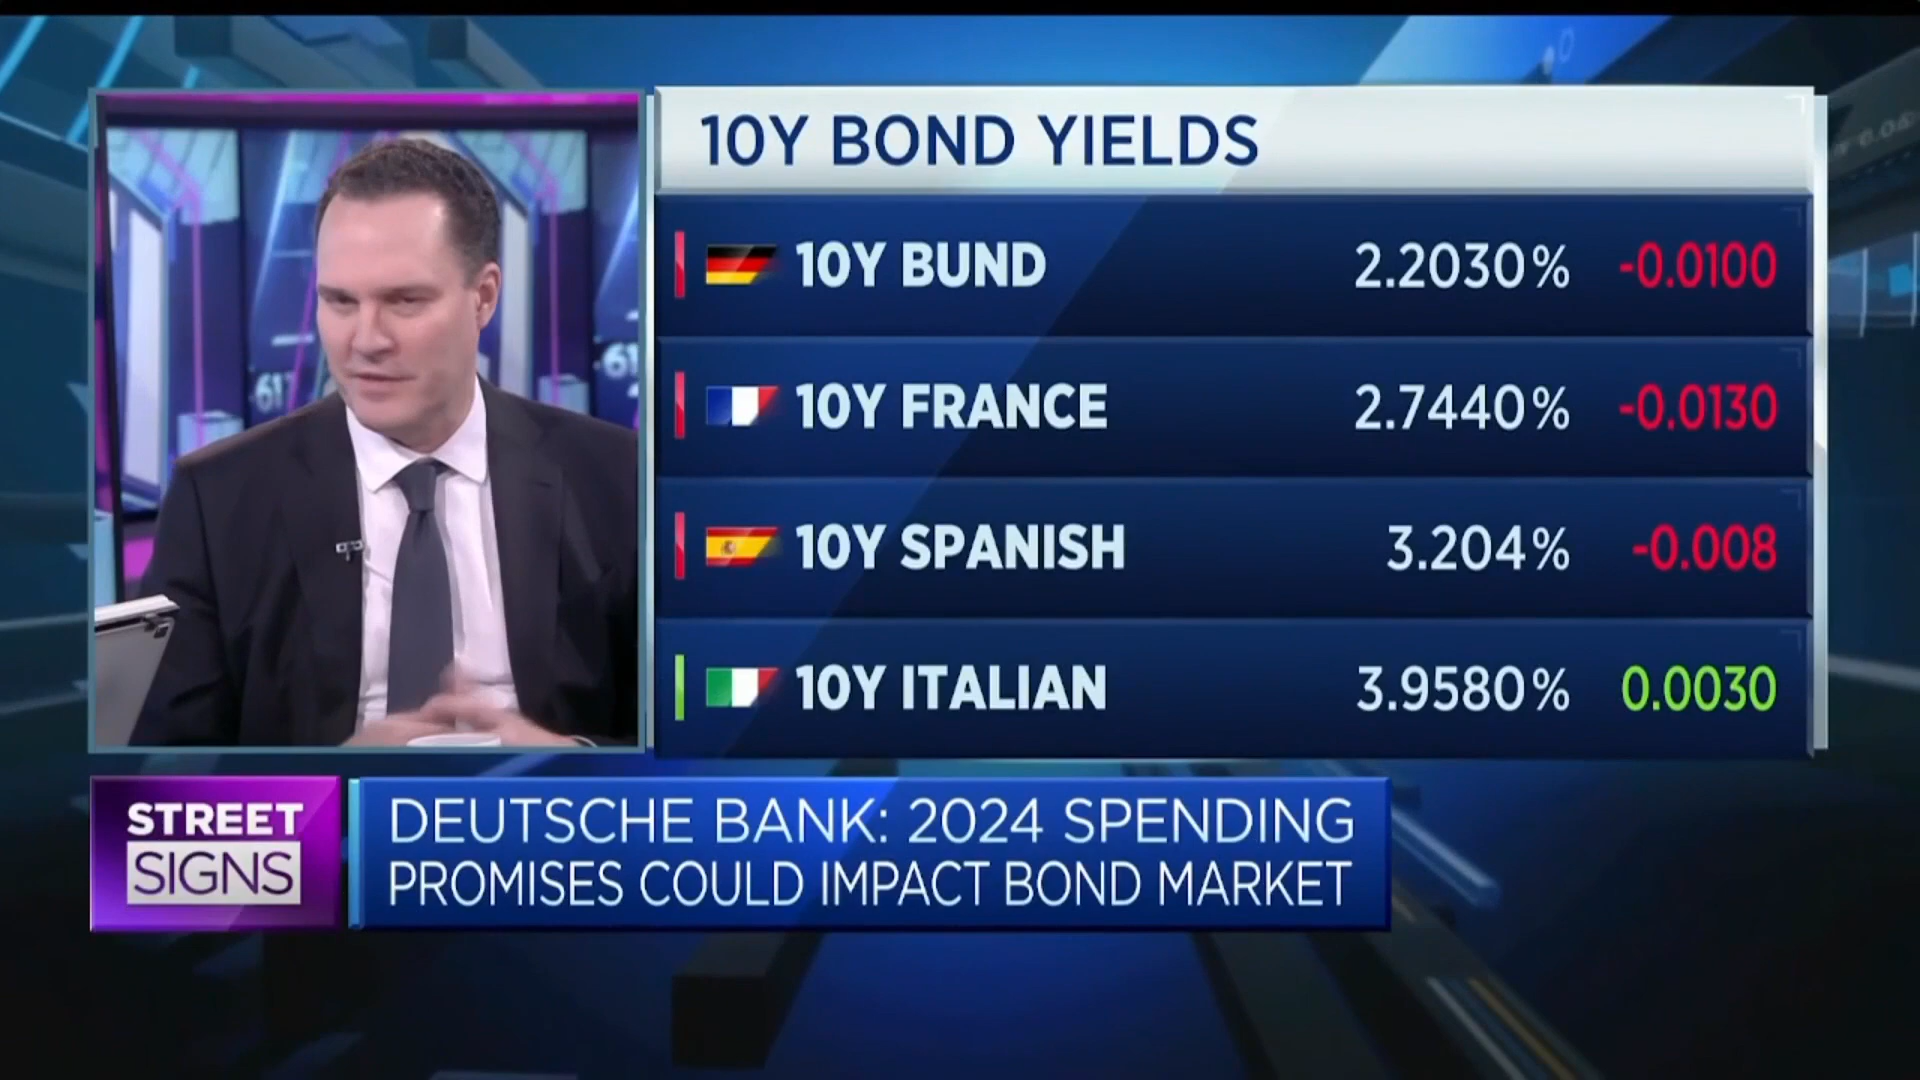 10Y BOND YIELDS
10Y BUND 2.2030% -0.0100
10Y FRANCE 2.7440% -0.0130
10Y SPANISH 3.204% -0.008
10Y ITALIAN 3.9580% 0.0030
STREET
SIGNS
DEUTSCHE BANK: 2024 SPENDING
PROMISES COULD IMPACT BOND MARKET